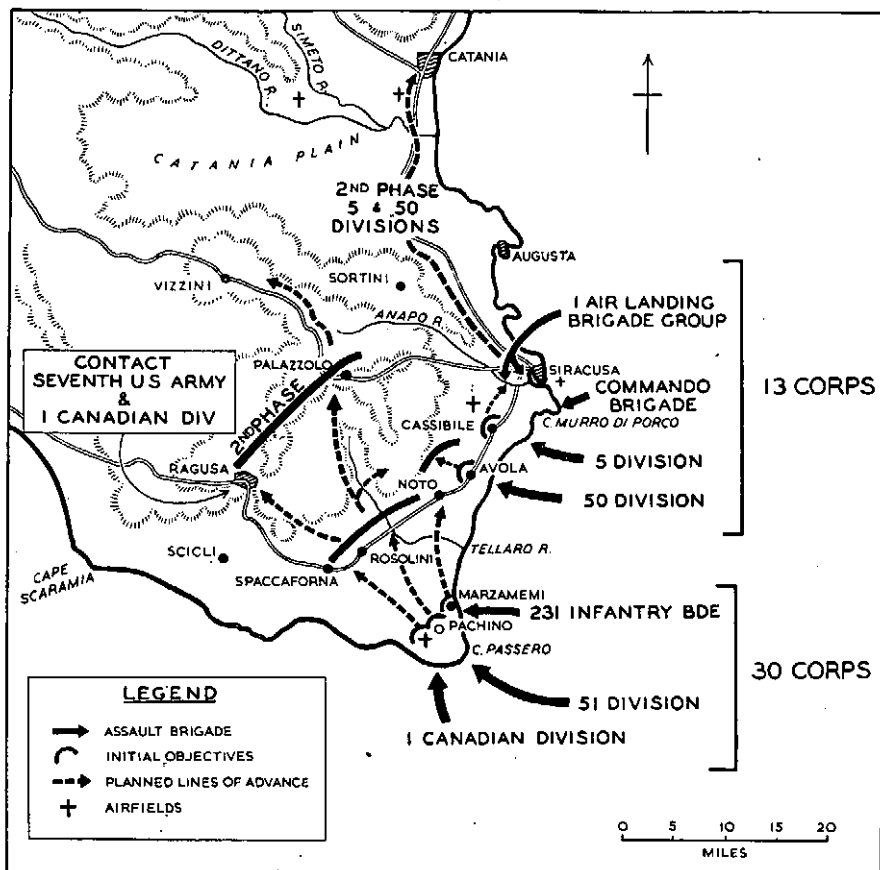 DITTANO R.
SIMETO R.
CATANIA
CATANIA PLAIN
2ND PHASE
5 & 50
DIVISIONS
AUGUSTA
VIZZINI
SORTINI
ANAPO R.
1 AIR LANDING
BRIGADE GROUP
CONTACT
SEVENTH US ARMY
&
1 CANADIAN DIV
PALAZZOLO
SIRACUSA
COMMANDO
BRIGADE
13 CORPS
2ND PHASE
CASSIBILE
C. MURRO DI PORCO
5 DIVISION
RAGUSA
NOTO
AVOLA
50 DIVISION
SCICLI
ROSOLINI
TELLARO R.
SPACCAFORNA
CAPE
SCARAMIA
MARZAMEMI
231 INFANTRY BDE
PACHINO
C. PASSERO
30 CORPS
51 DIVISION
1 CANADIAN DIVISION
LEGEND
ASSAULT BRIGADE
INITIAL OBJECTIVES
PLANNED LINES OF ADVANCE
AIRFIELDS
0 5 10 15 20
MILES